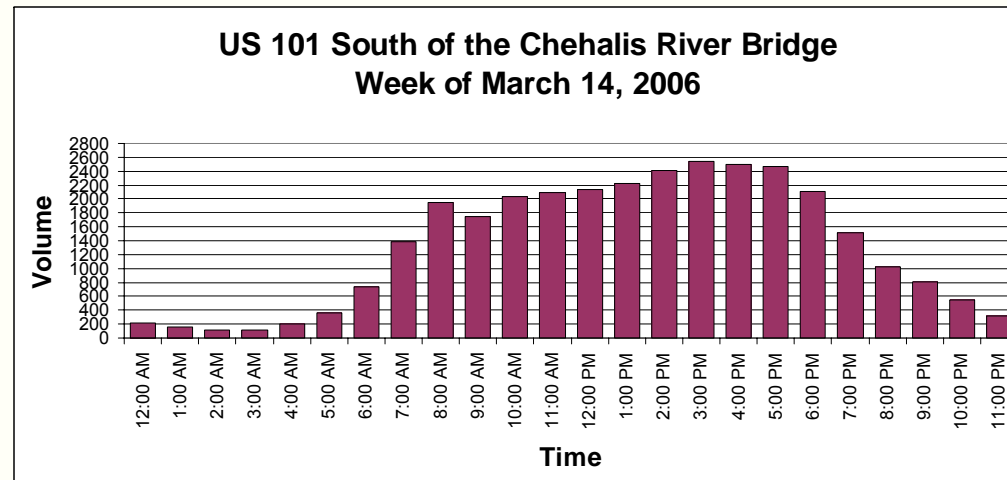 US 101 South of the Chehalis River Bridge
Week of March 14, 2006
Volume
2800
2600
2400
2200
2000
1800
1600
1400
1200
1000
800
600
400
200
0
12:00 AM
1:00 AM
2:00 AM
3:00 AM
4:00 AM
5:00 AM
6:00 AM
7:00 AM
8:00 AM
9:00 AM
10:00 AM
11:00 AM
12:00 PM
1:00 PM
2:00 PM
3:00 PM
4:00 PM
5:00 PM
6:00 PM
7:00 PM
8:00 PM
9:00 PM
10:00 PM
11:00 PM
Time